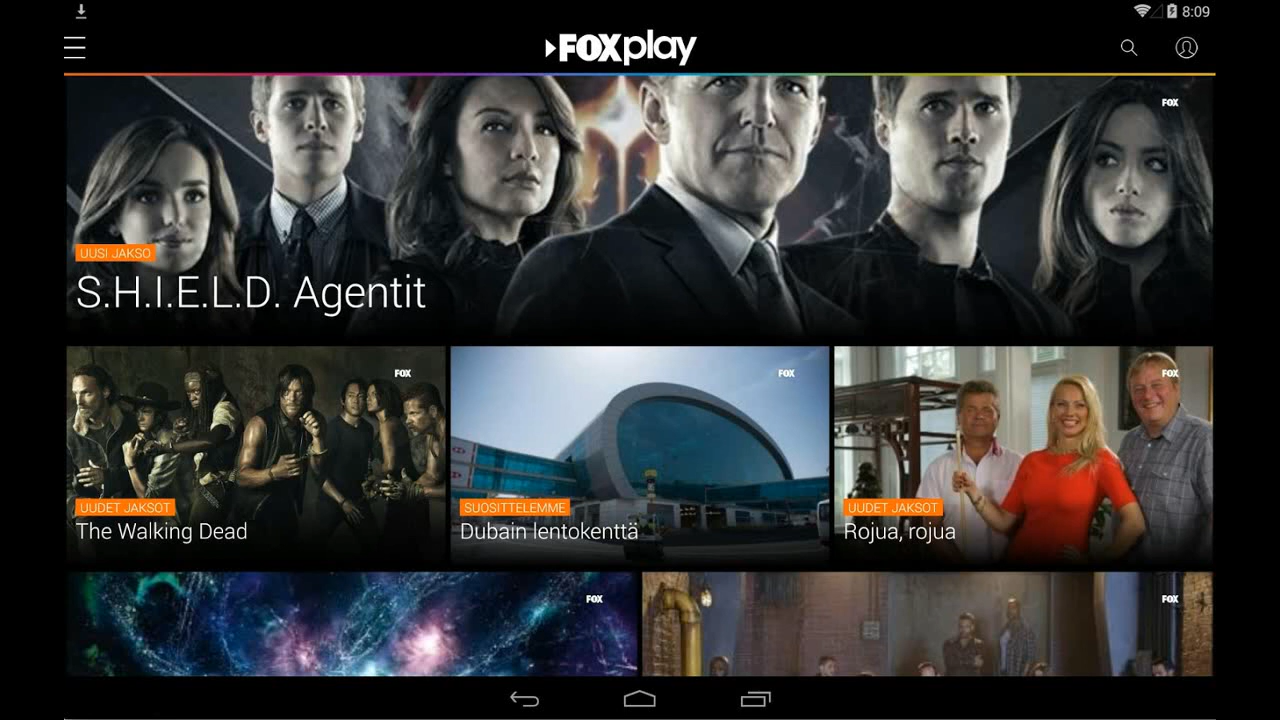 8:09
FOXplay
FOX
UUSI JAKSO
S.H.I.E.L.D. Agentit
FOX
UUDET JAKSOT
The Walking Dead
FOX
SUOSITTELEMME
Dubain lentokenttä
FOX
UUDET JAKSOT
Rojua, rojua
FOX
FOX